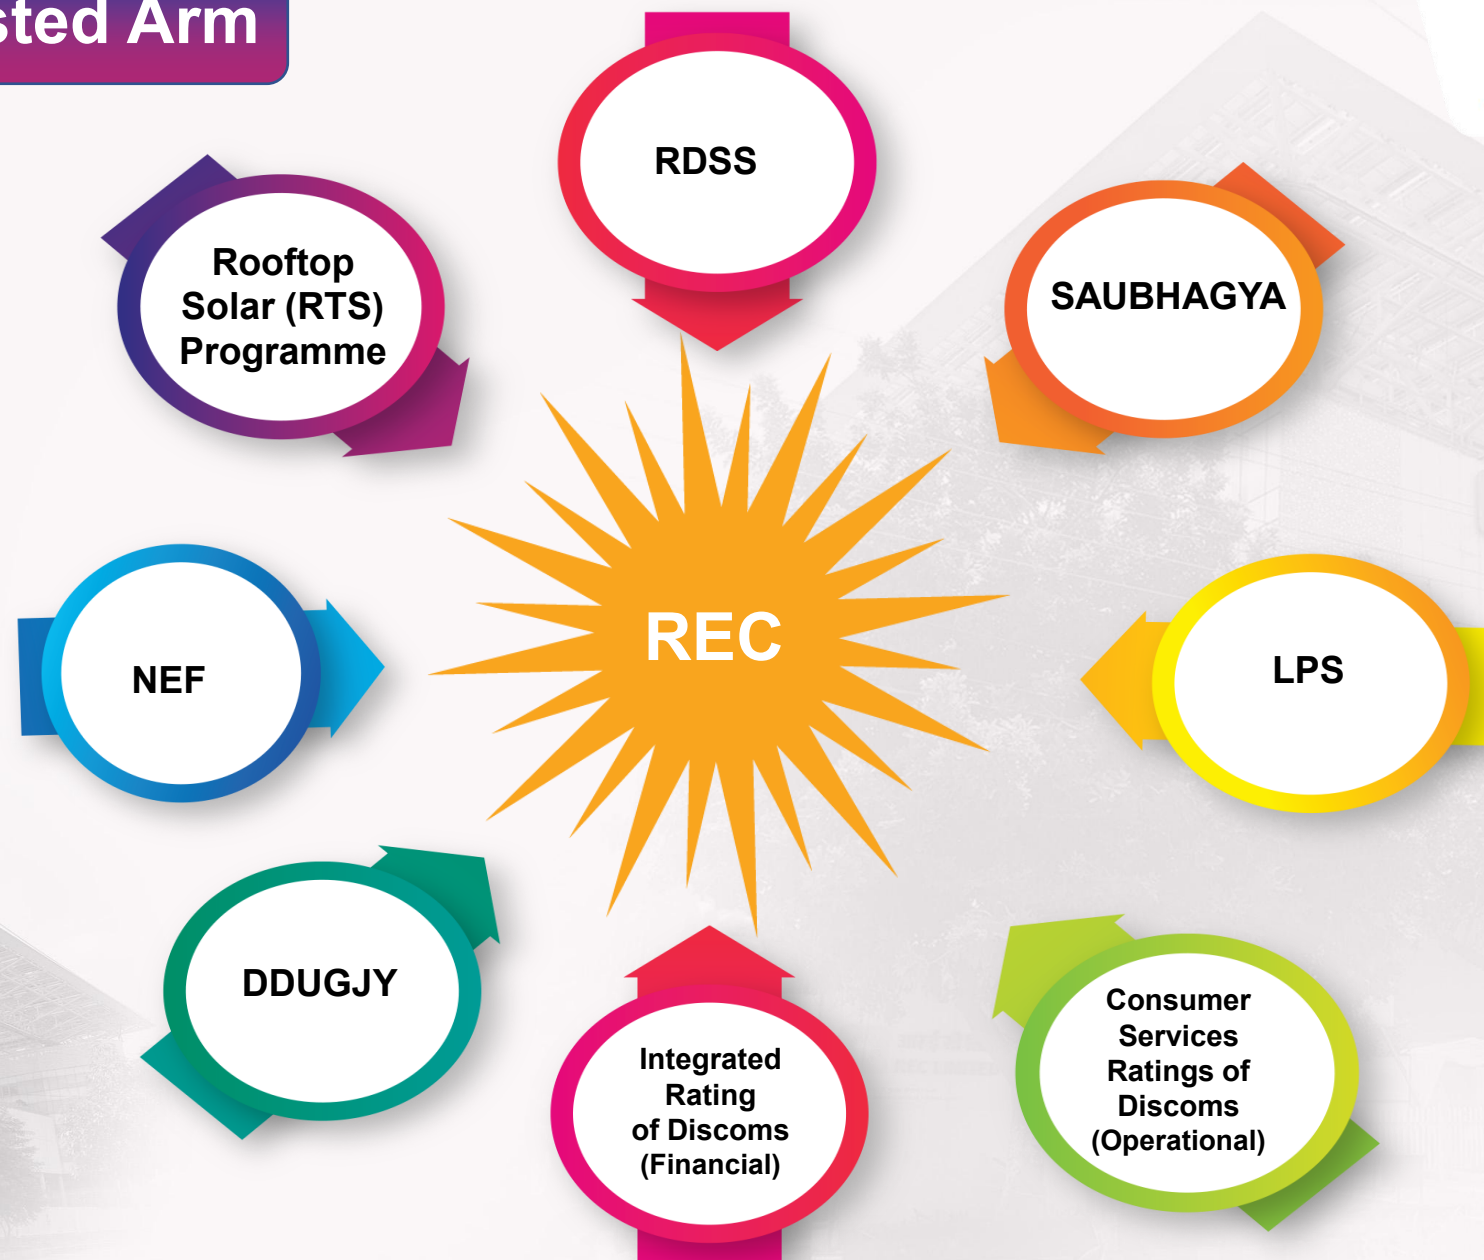 sted Arm
RDSS
Rooftop
Solar (RTS)
Programme
SAUBHAGYA
REC
NEF
LPS
DDUGJY
Integrated
Rating
of Discoms
(Financial)
Consumer
Services
Ratings of
Discoms
(Operational)